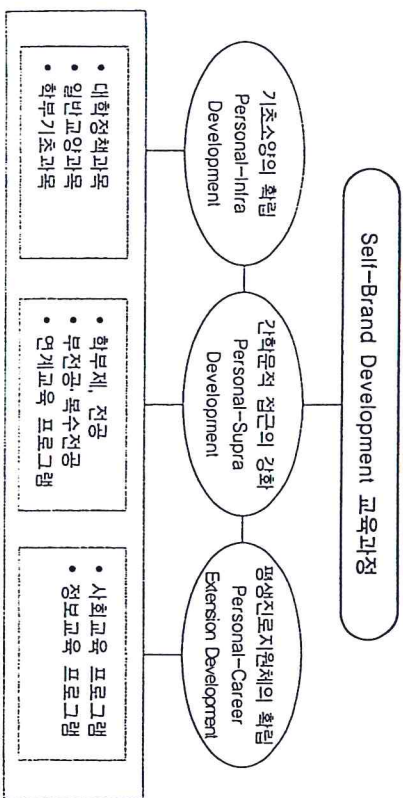 Self-Brand Development 교육과정
기초소양의 확립
Personal-Infra
Development
간학문적 접근의 강화
Personal-Supra
Development
평생진로지원체의 확립
Personal-Career
Extension Development
• 대학정책과목
• 일반교양과목
• 학부기초과목
• 학부제, 전공
• 부전공·복수전공
• 연계교육 프로그램
• 사회교육 프로그램
• 정보교육 프로그램